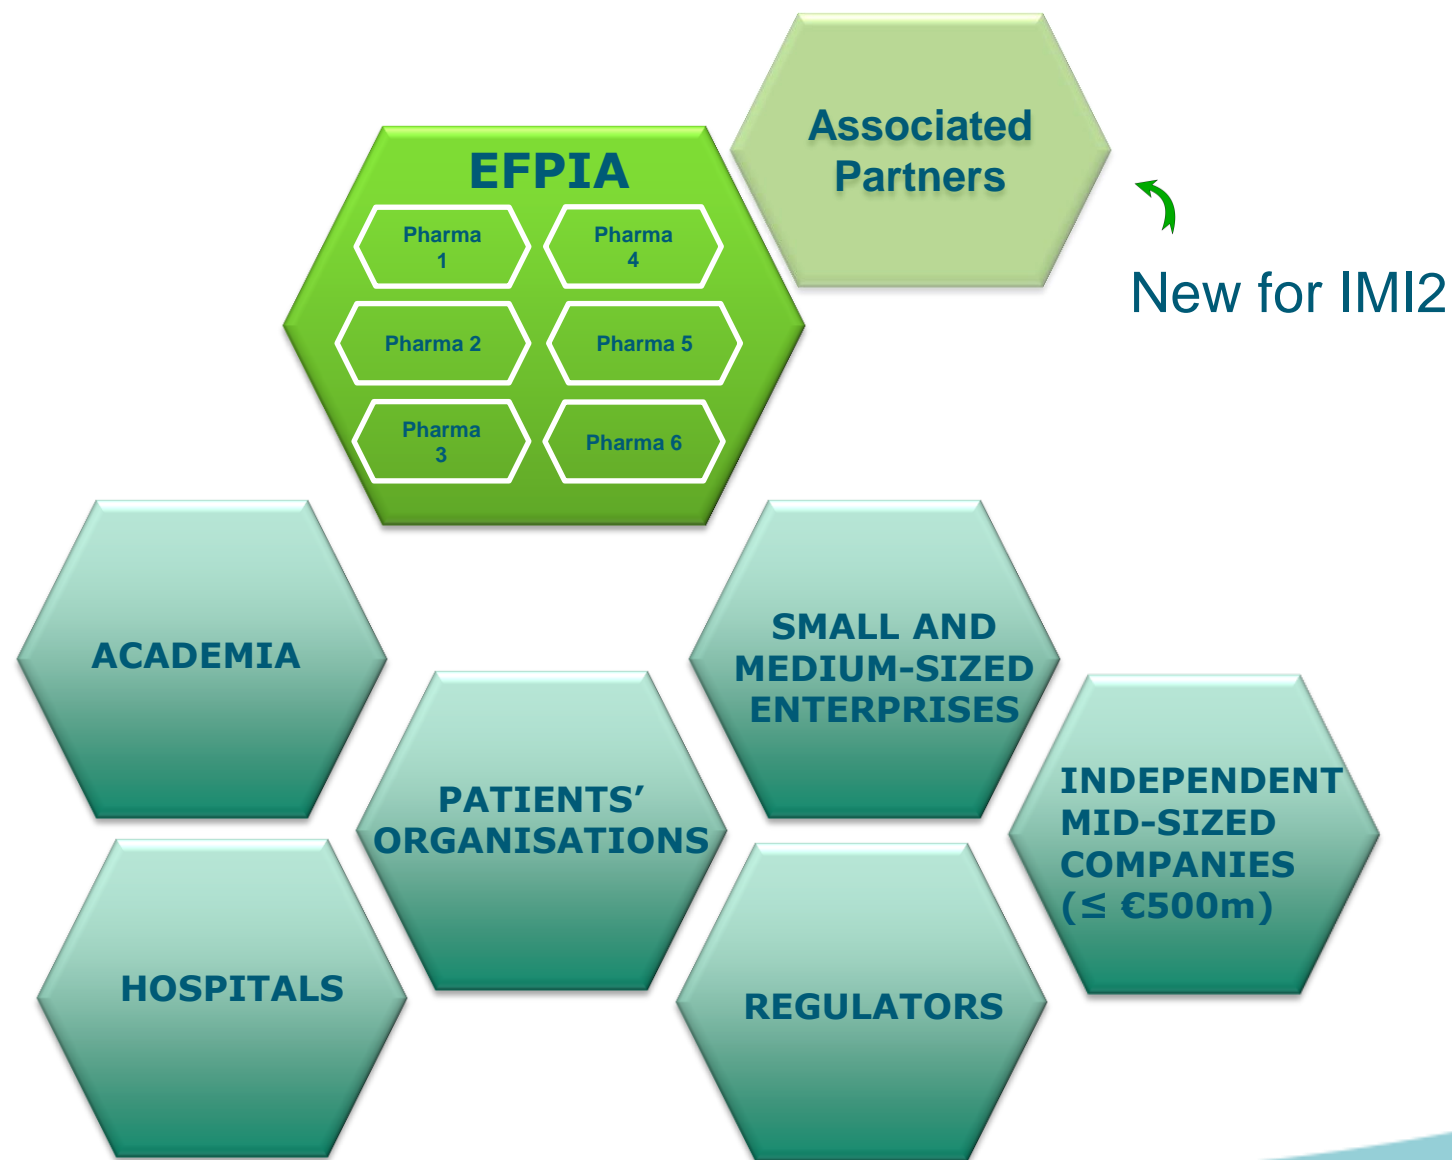 Associated
Partners
EFPIA
Pharma
1
Pharma
4
New for IMI2
Pharma 2
Pharma 5
Pharma
3
Pharma 6
ACADEMIA
SMALL AND
MEDIUM-SIZED
ENTERPRISES
PATIENTS’
ORGANISATIONS
INDEPENDENT
MID-SIZED
COMPANIES
(≤ €500m)
HOSPITALS
REGULATORS